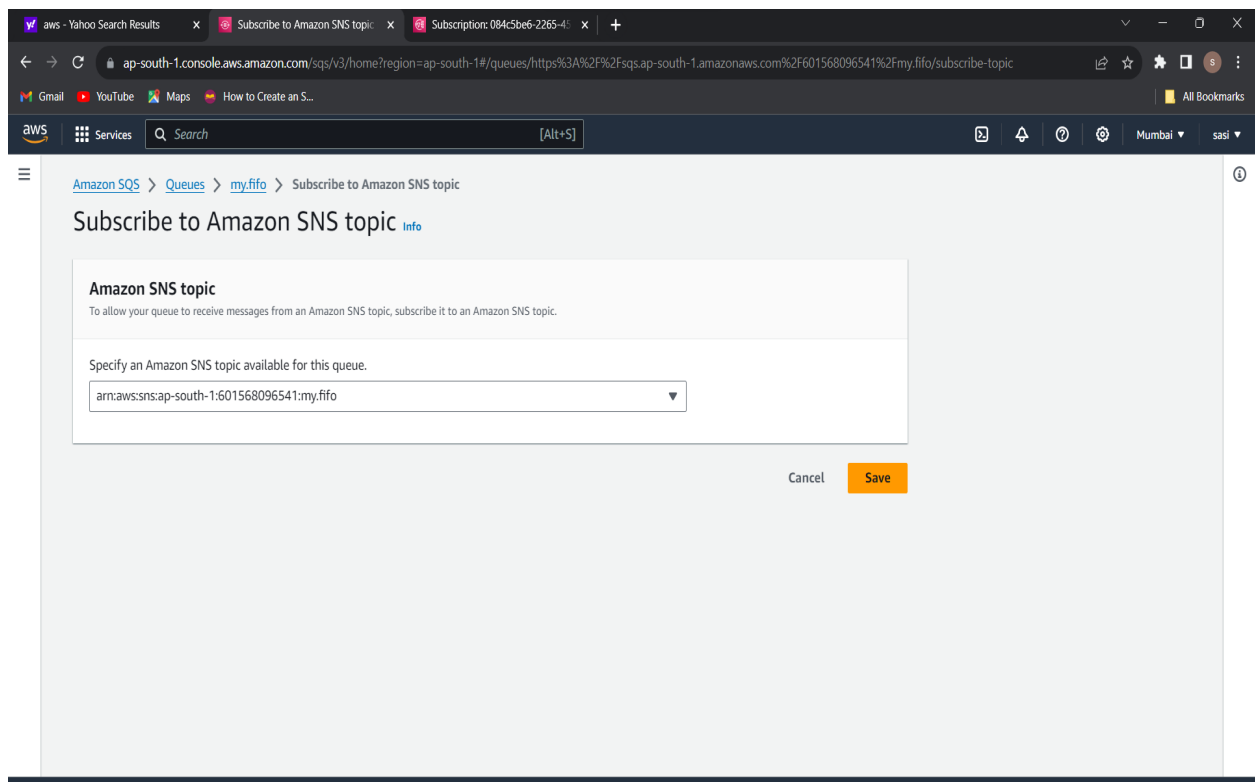 aws - Yahoo Search Results
Subscribe to Amazon SNS topic
Subscription: 084c5be6-2265-45
ap-south-1.console.aws.amazon.com/sqs/v3/home?region=ap-south-1#/queues/https%3A%2F%2Fsqs.ap-south-1.amazonaws.com%2F601568096541%2Fmy.fifo/subscribe-topic
S
Gmail
YouTube
Maps
How to Create an S...
All Bookmarks
aws
Services
Search
[Alt+S]
Mumbai
sasi
Amazon SQS > Queues > my.fifo > Subscribe to Amazon SNS topic
Subscribe to Amazon SNS topic Info
Amazon SNS topic
To allow your queue to receive messages from an Amazon SNS topic, subscribe it to an Amazon SNS topic.
Specify an Amazon SNS topic available for this queue.
arn:aws:sns:ap-south-1:601568096541:my.fifo
Cancel
Save